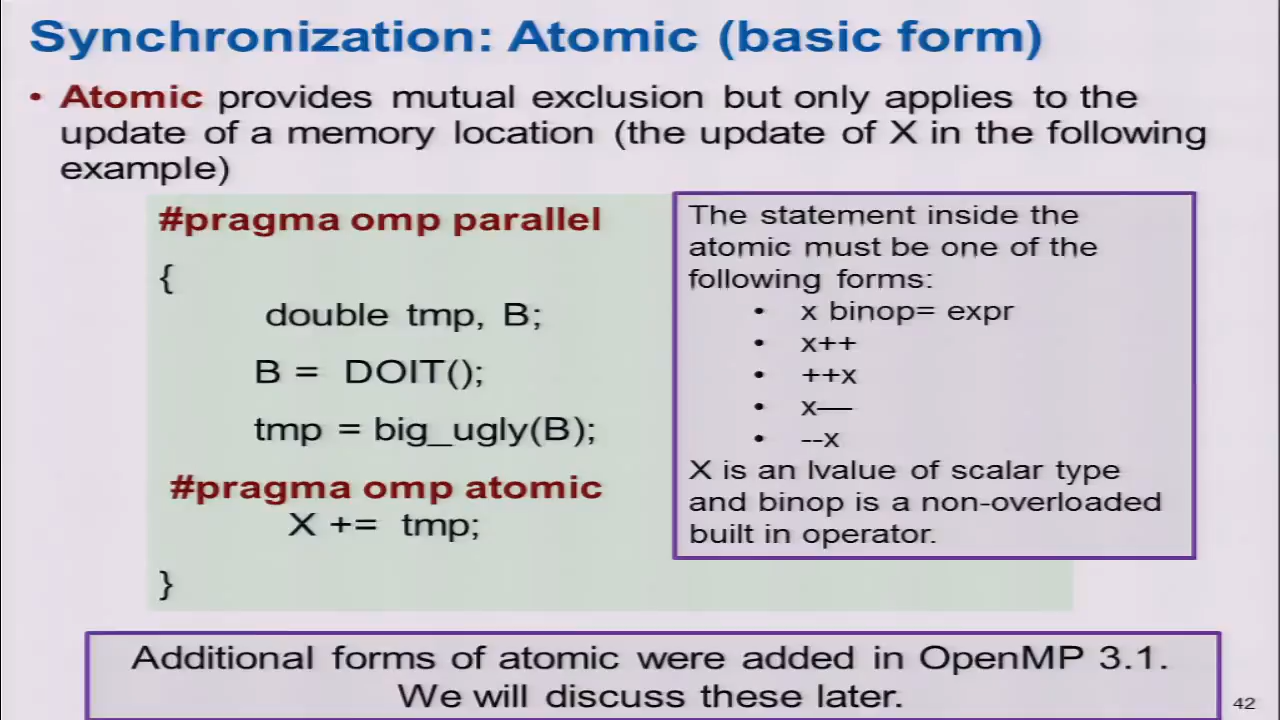 Synchronization: Atomic (basic form)
• Atomic provides mutual exclusion but only applies to the
update of a memory location (the update of X in the following
example)
#pragma omp parallel
{
double tmp, B;
B = DOIT();
tmp = big_ugly(B);
#pragma omp atomic
X += tmp;
}
The statement inside the
atomic must be one of the
following forms:
• x binop= expr
• x++
• ++x
• x—
• --x
X is an lvalue of scalar type
and binop is a non-overloaded
built in operator.
Additional forms of atomic were added in OpenMP 3.1.
We will discuss these later.
42